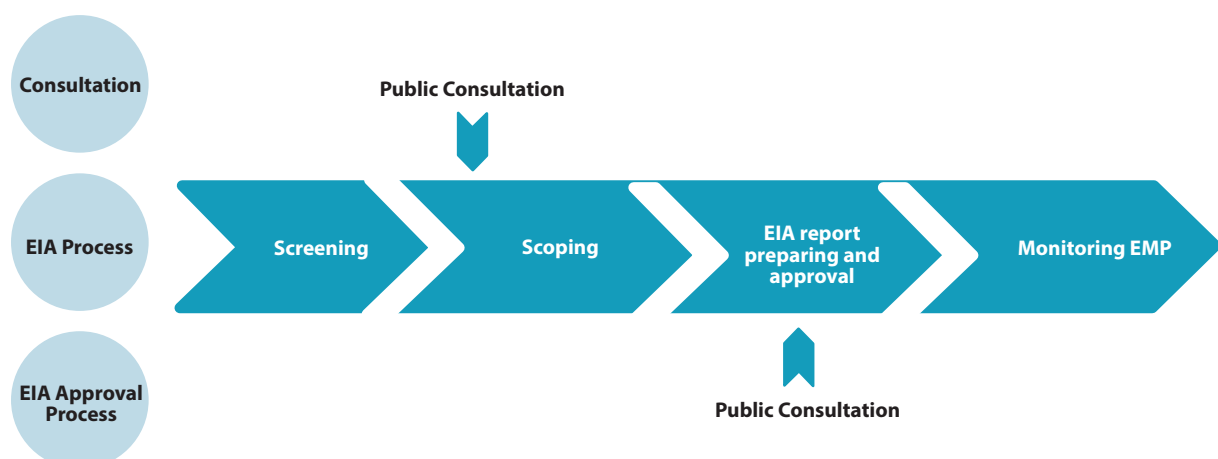 Consultation
Public Consultation
EIA Process
Screening
Scoping
EIA report
preparing and
approval
Monitoring EMP
EIA Approval
Process
Public Consultation